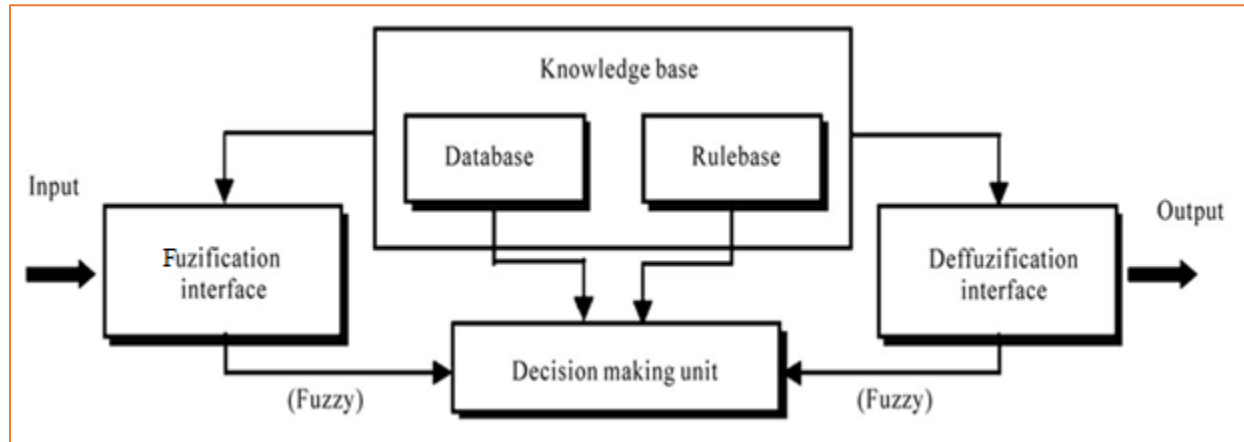 Knowledge base
Database
Rulebase
Input
Output
Fuzification
interface
Deffuzification
interface
Decision making unit
(Fuzzy)
(Fuzzy)